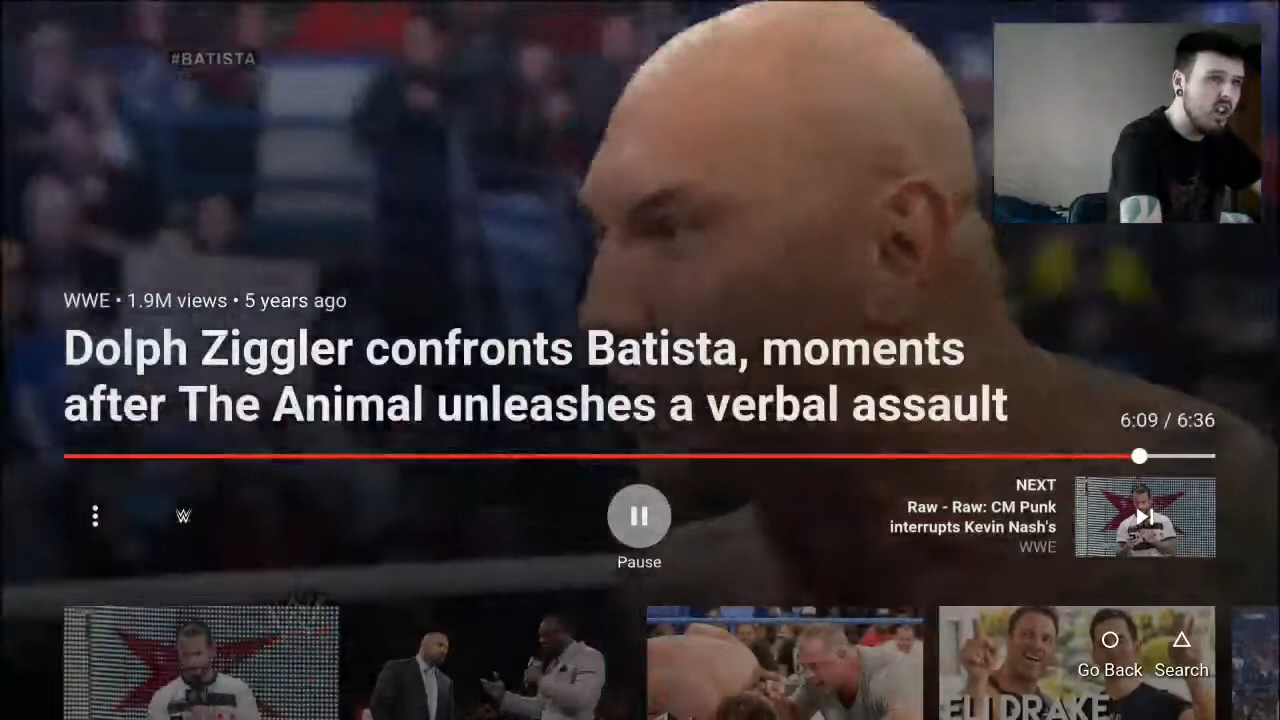 #BATISTA
WWE • 1.9M views • 5 years ago
Dolph Ziggler confronts Batista, moments
after The Animal unleashes a verbal assault
6:09 / 6:36
NEXT
Raw - Raw: CM Punk
interrupts Kevin Nash's
WWE
Pause
Go Back Search
ELI DRAKE